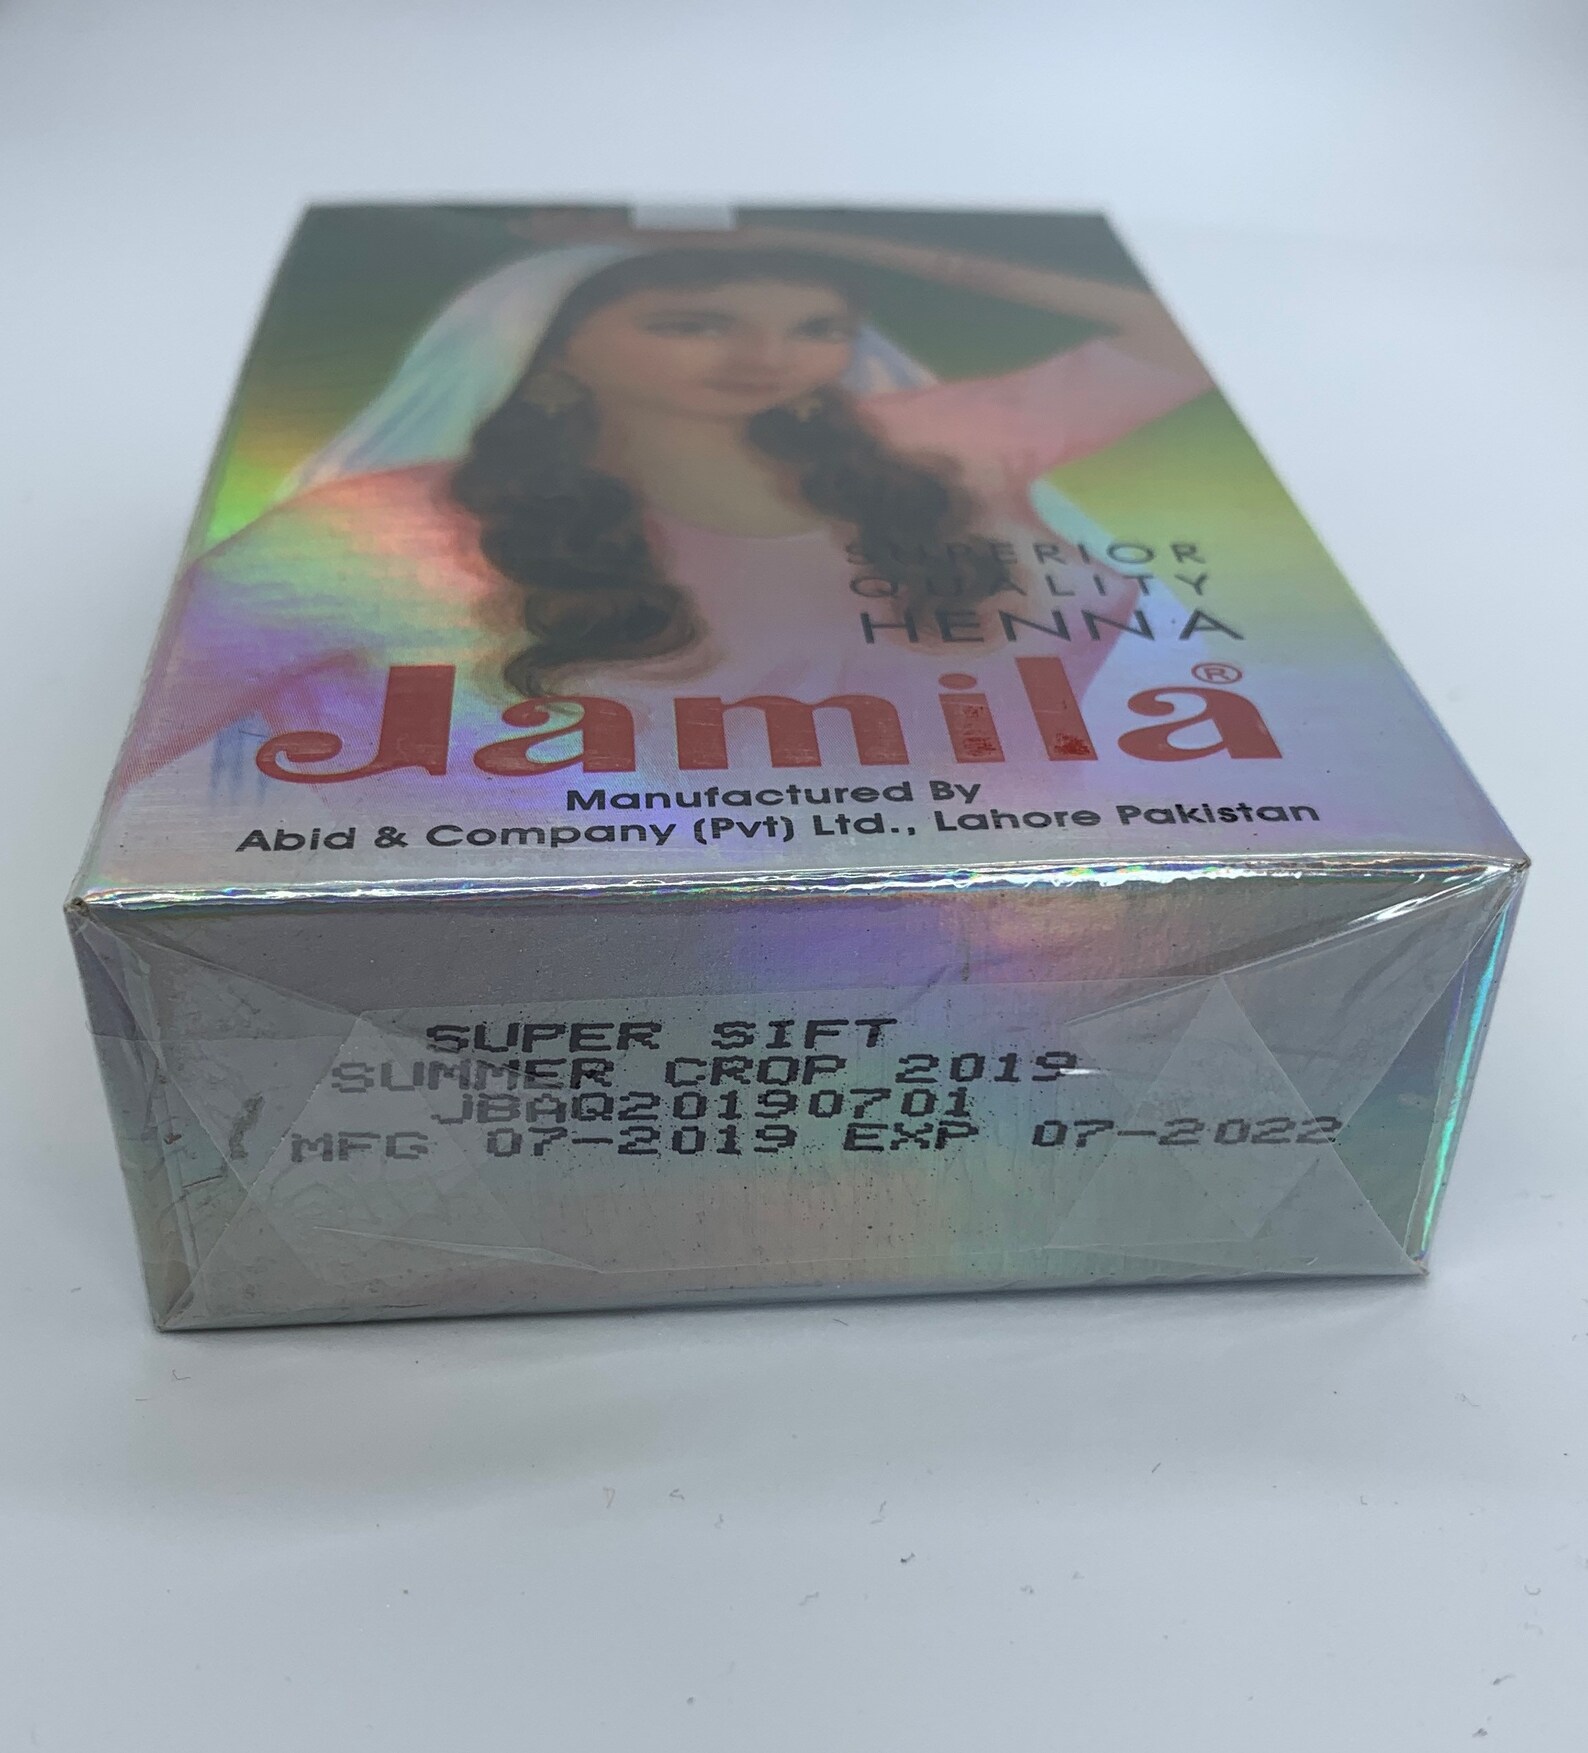 SUPERIOR
QUALITY
HENNA
Jamila®
Manufactured By
Abid & Company (Pvt) Ltd., Lahore Pakistan
SUPER SIFT
SUMMER CROP 2019
JBAQ20190701
MFG 07-2019 EXP 07-2022